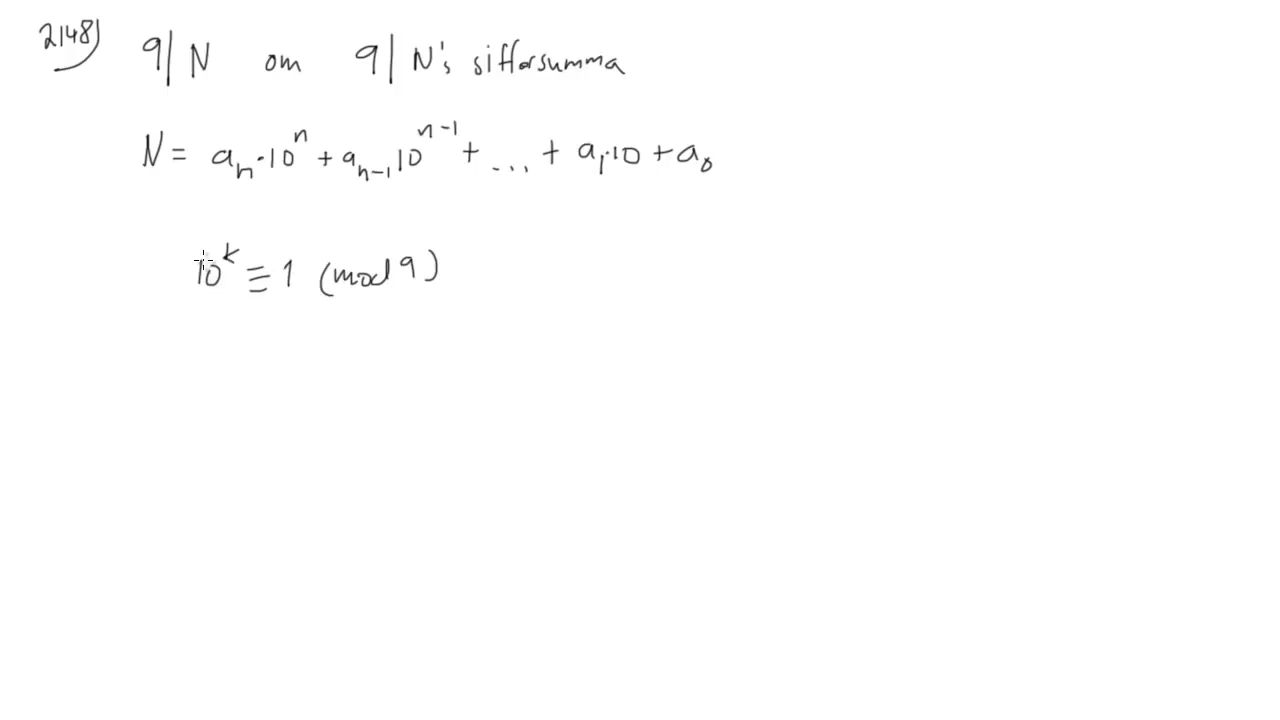 2148) 9|N om 9|N's siffersumma
N = aₙ·10ⁿ + aₙ₋₁10ⁿ⁻¹ + ... + a₁·10 + a₀
10ᵏ ≡ 1 (mod 9)